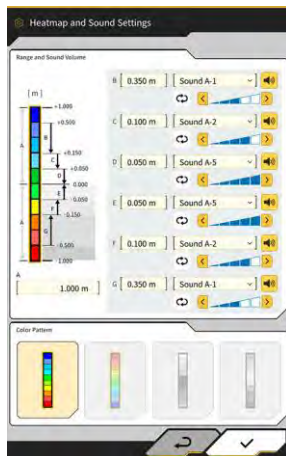 Heatmap and Sound Settings
Range and Sound Volume
[m]
+1.000
+0.505
+0.150
+0.050
0.000
-0.050
-0.150
-0.505
-1.000
A
B
C
D
E
F
G
A
A
1.000 m
B 0.350 m Sound A-1
C 0.100 m Sound A-2
D 0.050 m Sound A-5
E 0.050 m Sound A-5
F 0.100 m Sound A-2
G 0.350 m Sound A-1
Color Pattern